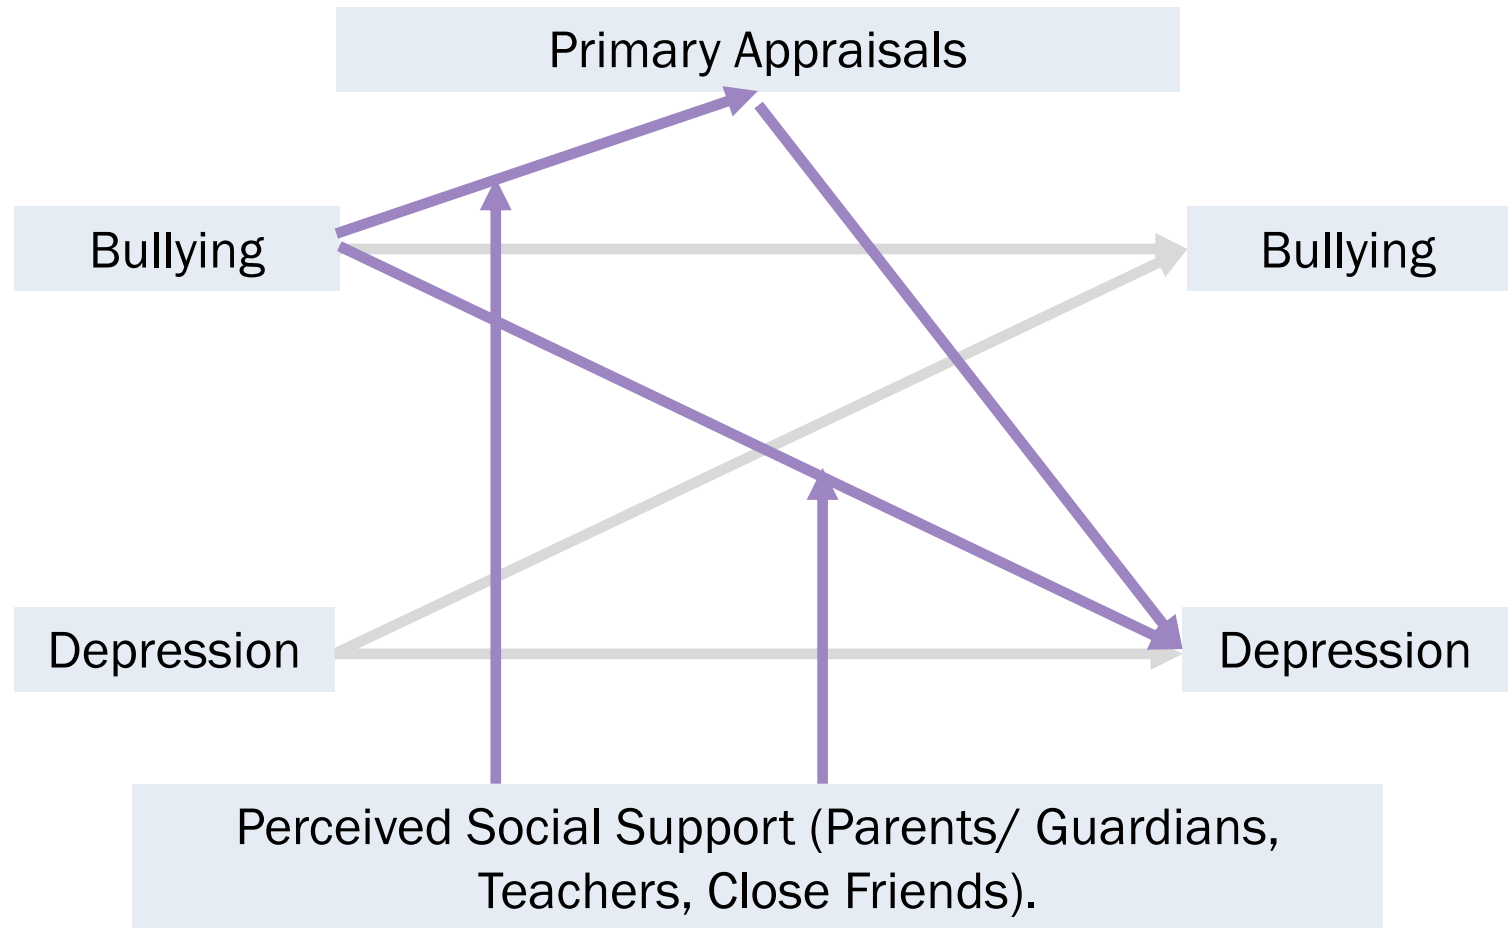 Primary Appraisals
Bullying
Bullying
Depression
Depression
Perceived Social Support (Parents/ Guardians,
Teachers, Close Friends).